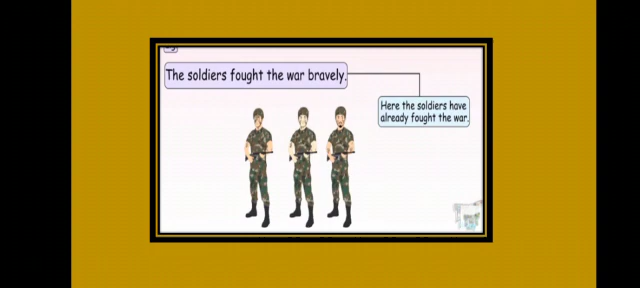 The soldiers fought the war bravely.
Here the soldiers have
already fought the war.